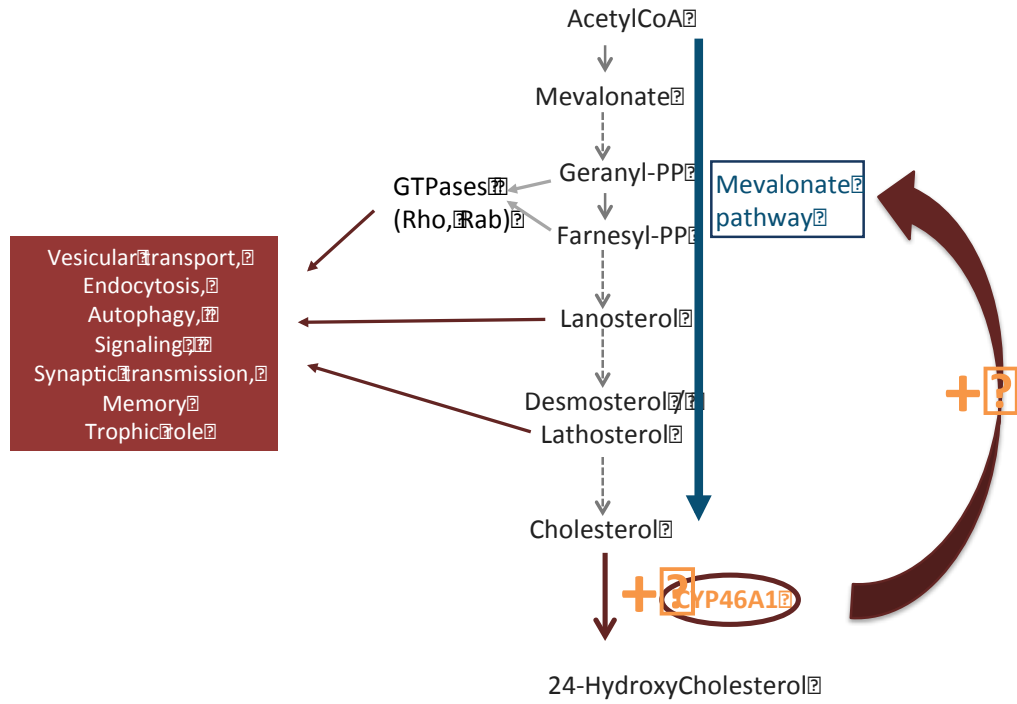 AcetylCoA
Mevalonate
Geranyl-PP
GTPases
(Rho, Rab)
Farnesyl-PP
Mevalonate
pathway
Vesicular transport,
Endocytosis,
Autophagy,
Signaling,
Synaptic transmission,
Memory
Trophic role
Lanosterol
Desmosterol /
Lathosterol
+
Cholesterol
+
CYP46A1
24-HydroxyCholesterol